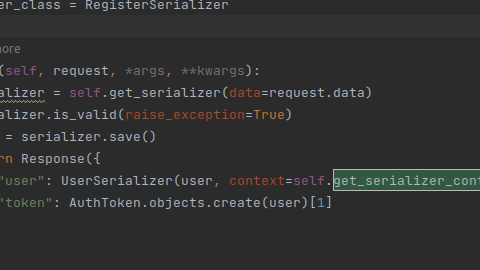 er_class = RegisterSerializer
more
(self, request, *args, **kwargs):
alizer = self.get_serializer(data=request.data)
alizer.is_valid(raise_exception=True)
= serializer.save()
rn Response({
"user": UserSerializer(user, context=self.get_serializer_cont
"token": AuthToken.objects.create(user)[1]